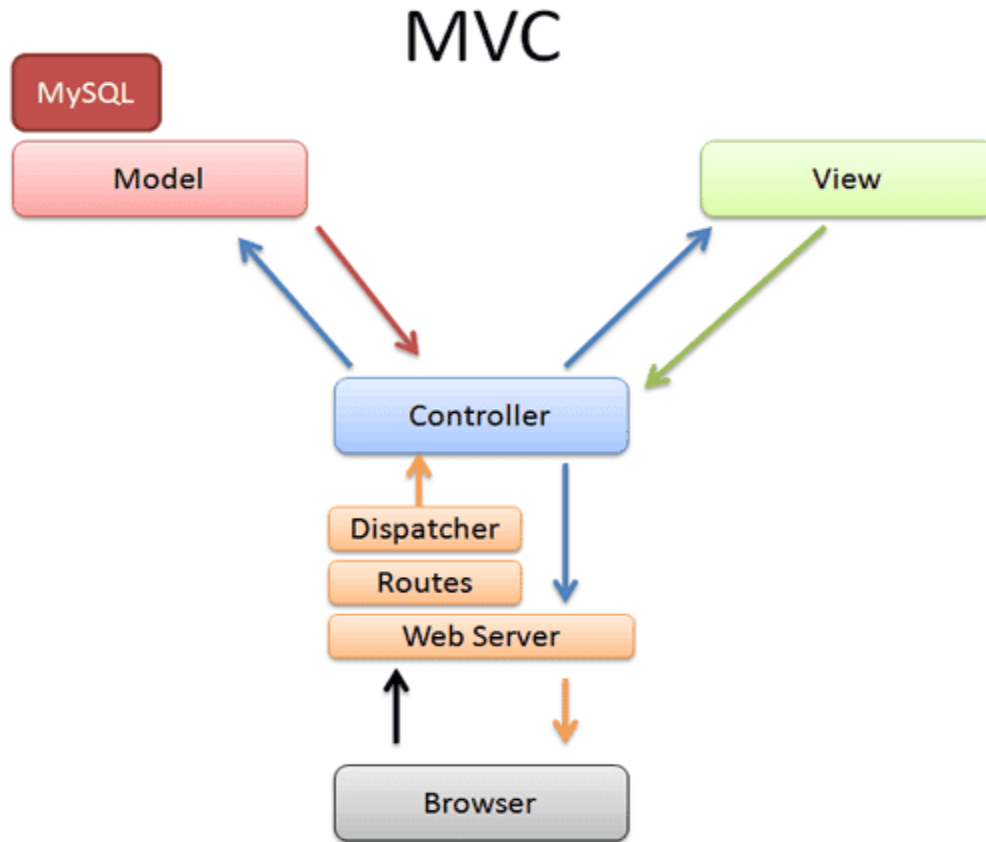 MVC
MySQL
Model
View
Controller
Dispatcher
Routes
Web Server
Browser